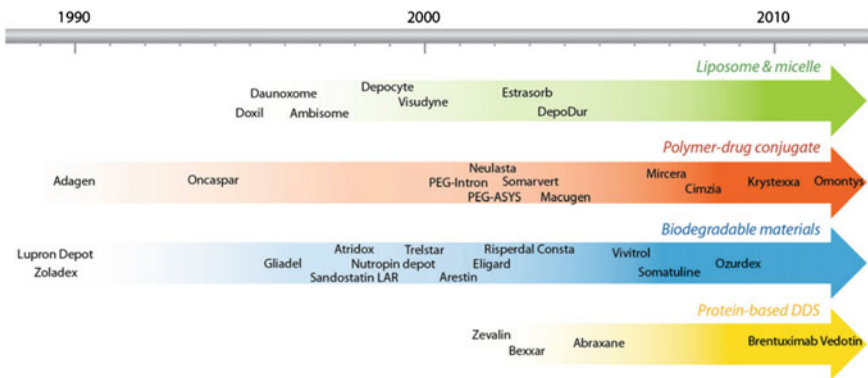 1990 2000 2010
Liposome & micelle
Daunoxome Depocyte Estrasorb
Visudyne
Doxil Ambisome DepoDur
Polymer-drug conjugate
Neulasta Mircera
Adagen Oncaspar PEG-Intron Somarvert Krystexxa Omontys
Cimzia
PEG-ASYS Macugen
Biodegradable materials
Lupron Depot Atridox Trelstar Risperdal Consta Vivitrol
Gliadel Nutropin depot Eligard Ozurdex
Zoladex Somatuline
Sandostatin LAR Arestin
Protein-based DDS
Zevalin Abraxane Brentuximab Vedotin
Bexxar